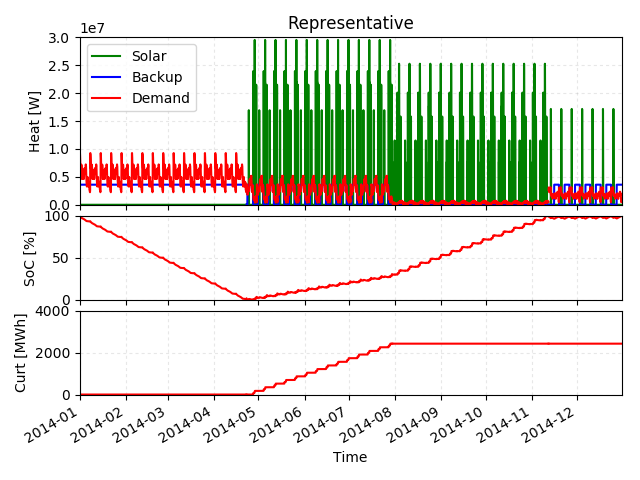 Representative
1e7
3.0
2.5
2.0
1.5
1.0
0.5
0.0
Heat [W]
Solar
Backup
Demand
100
50
0
SoC [%]
4000
2000
0
Curt [MWh]
2014-01
2014-02
2014-03
2014-04
2014-05
2014-06
2014-07
2014-08
2014-09
2014-10
2014-11
2014-12
Time